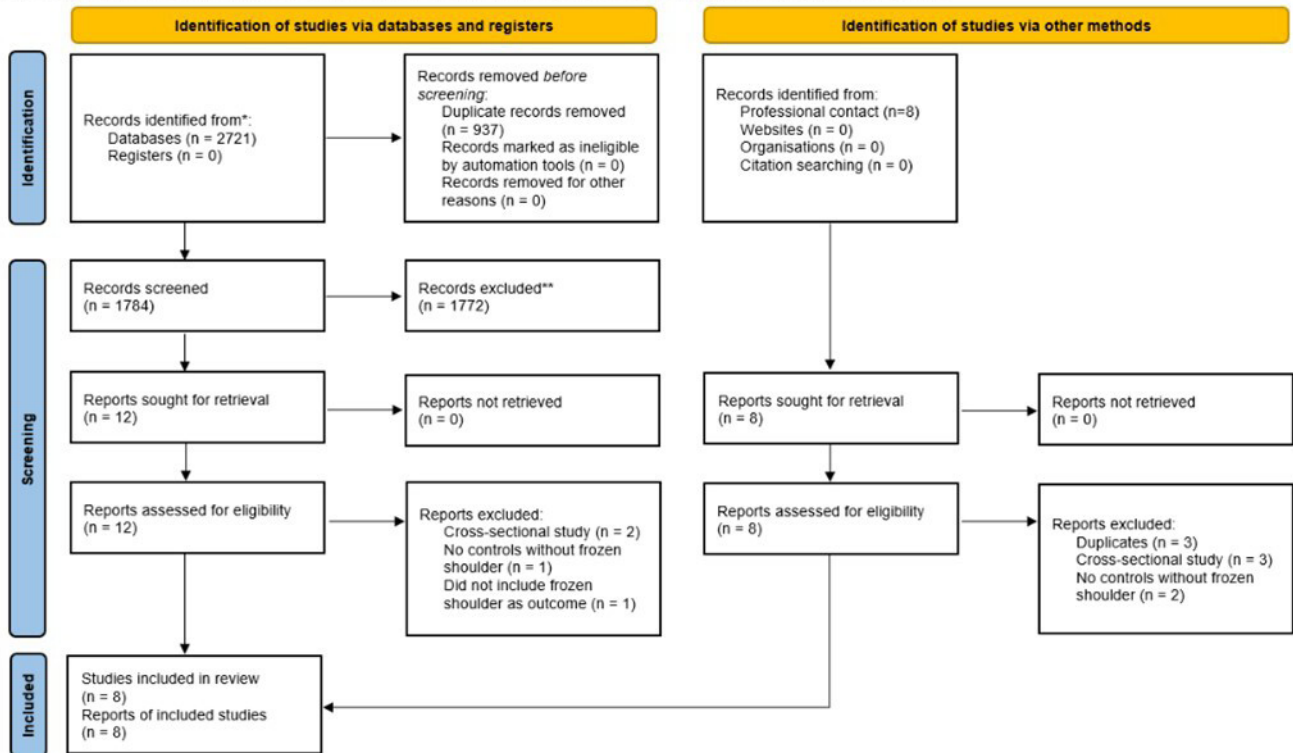 Identification of studies via databases and registers
Identification of studies via other methods
Identification
Records identified from*:
Databases (n = 2721)
Registers (n = 0)
Records removed before
screening:
Duplicate records removed
(n = 937)
Records marked as ineligible
by automation tools (n = 0)
Records removed for other
reasons (n = 0)
Records identified from:
Professional contact (n=8)
Websites (n = 0)
Organisations (n = 0)
Citation searching (n = 0)
Screening
Records screened
(n = 1784)
Records excluded**
(n = 1772)
Reports sought for retrieval
(n = 12)
Reports not retrieved
(n = 0)
Reports sought for retrieval
(n = 8)
Reports not retrieved
(n = 0)
Reports assessed for eligibility
(n = 12)
Reports excluded:
Cross-sectional study (n = 2)
No controls without frozen
shoulder (n = 1)
Did not include frozen
shoulder as outcome (n = 1)
Reports assessed for eligibility
(n = 8)
Reports excluded:
Duplicates (n = 3)
Cross-sectional study (n = 3)
No controls without frozen
shoulder (n = 2)
Included
Studies included in review
(n = 8)
Reports of included studies
(n = 8)